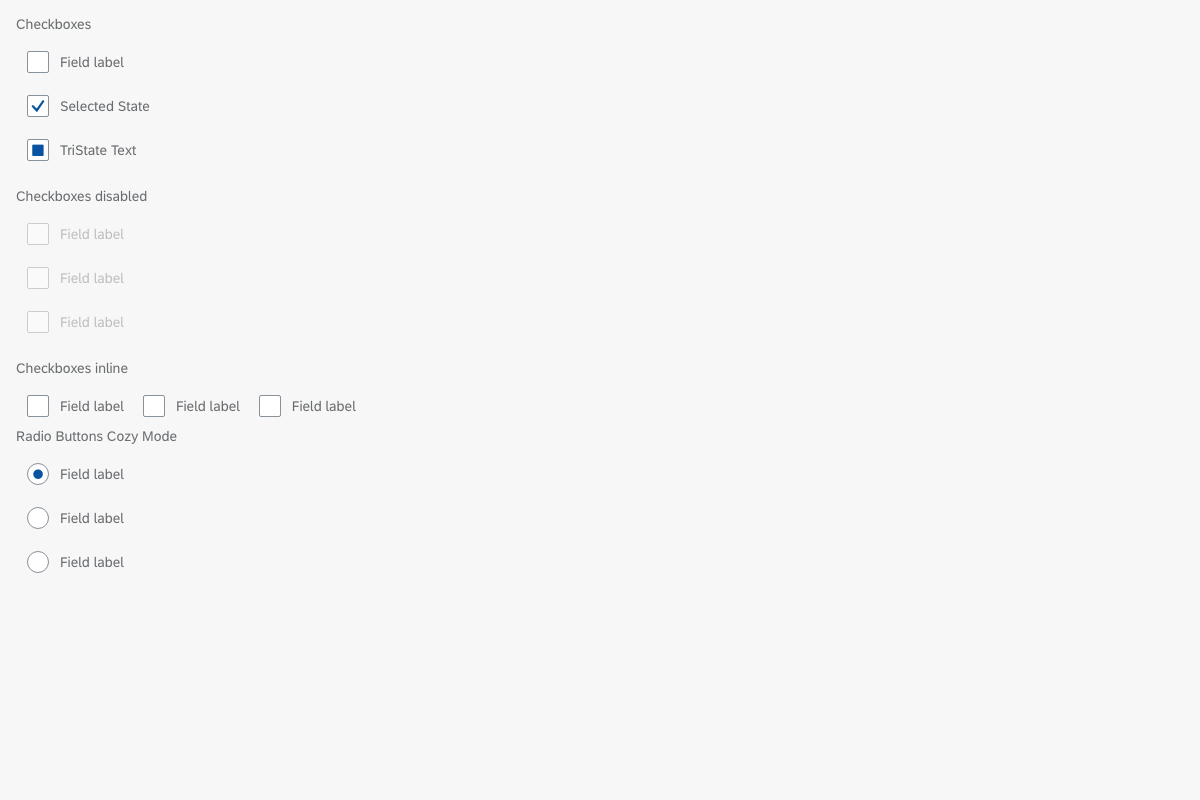 Checkboxes
Field label
Selected State
TriState Text
Checkboxes disabled
Field label
Field label
Field label
Checkboxes inline
Field label Field label Field label
Radio Buttons Cozy Mode
Field label
Field label
Field label